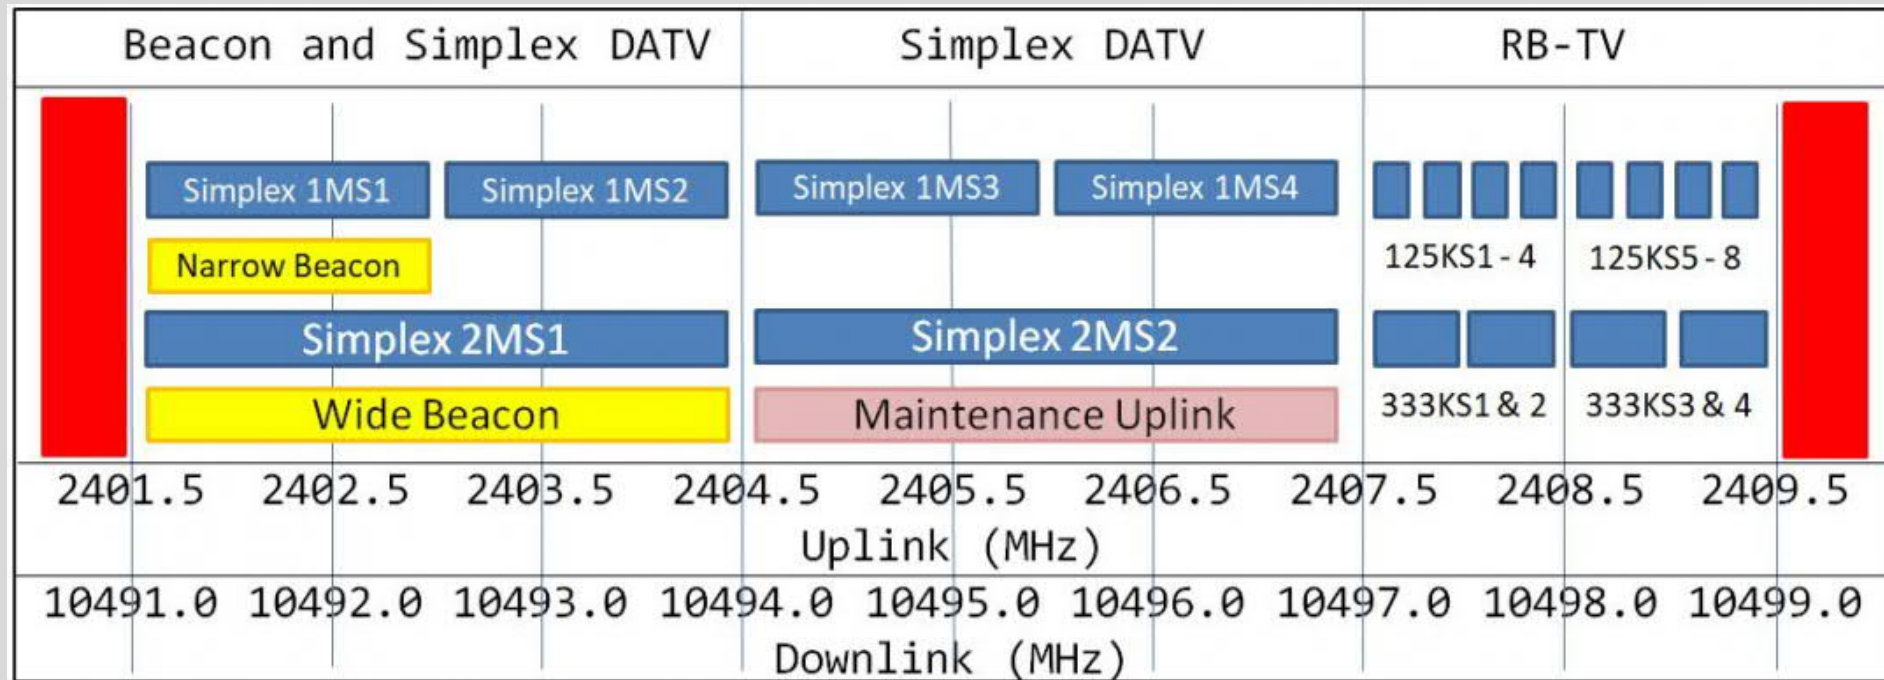 Beacon and Simplex DATV Simplex DATV RB-TV
Simplex 1MS1 Simplex 1MS2 Simplex 1MS3 Simplex 1MS4
Narrow Beacon 125KS1 - 4 125KS5 - 8
Simplex 2MS1 Simplex 2MS2
Wide Beacon Maintenance Uplink 333KS1 & 2 333KS3 & 4
2401.5 2402.5 2403.5 2404.5 2405.5 2406.5 2407.5 2408.5 2409.5
Uplink (MHz)
10491.0 10492.0 10493.0 10494.0 10495.0 10496.0 10497.0 10498.0 10499.0
Downlink (MHz)